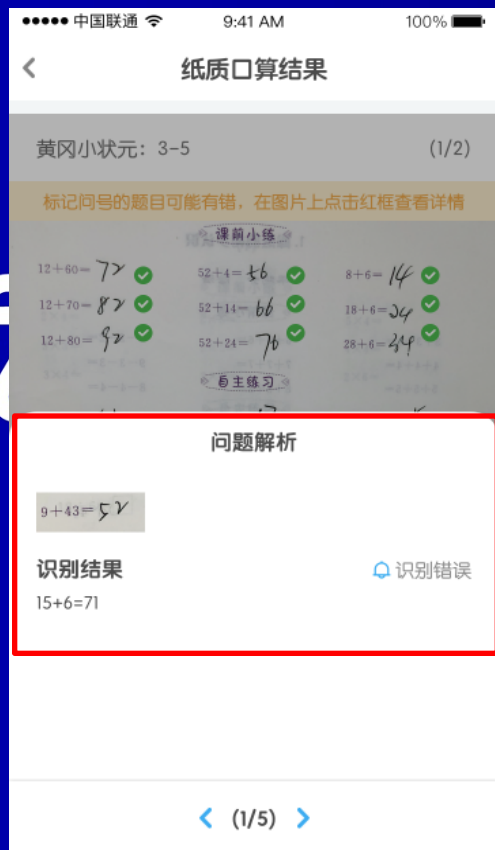 中国联通 9:41 AM 100%
纸质口算结果
黄冈小状元：3-5 (1/2)
标记问号的题目可能有错，在图片上点击红框查看详情
课前小练
12+60=72 52+4=56 8+6=14
12+70=82 52+14=66 18+6=24
12+80=92 52+24=76 28+6=34
自主练习
问题解析
9+43=52
识别结果 识别错误
15+6=71
(1/5)